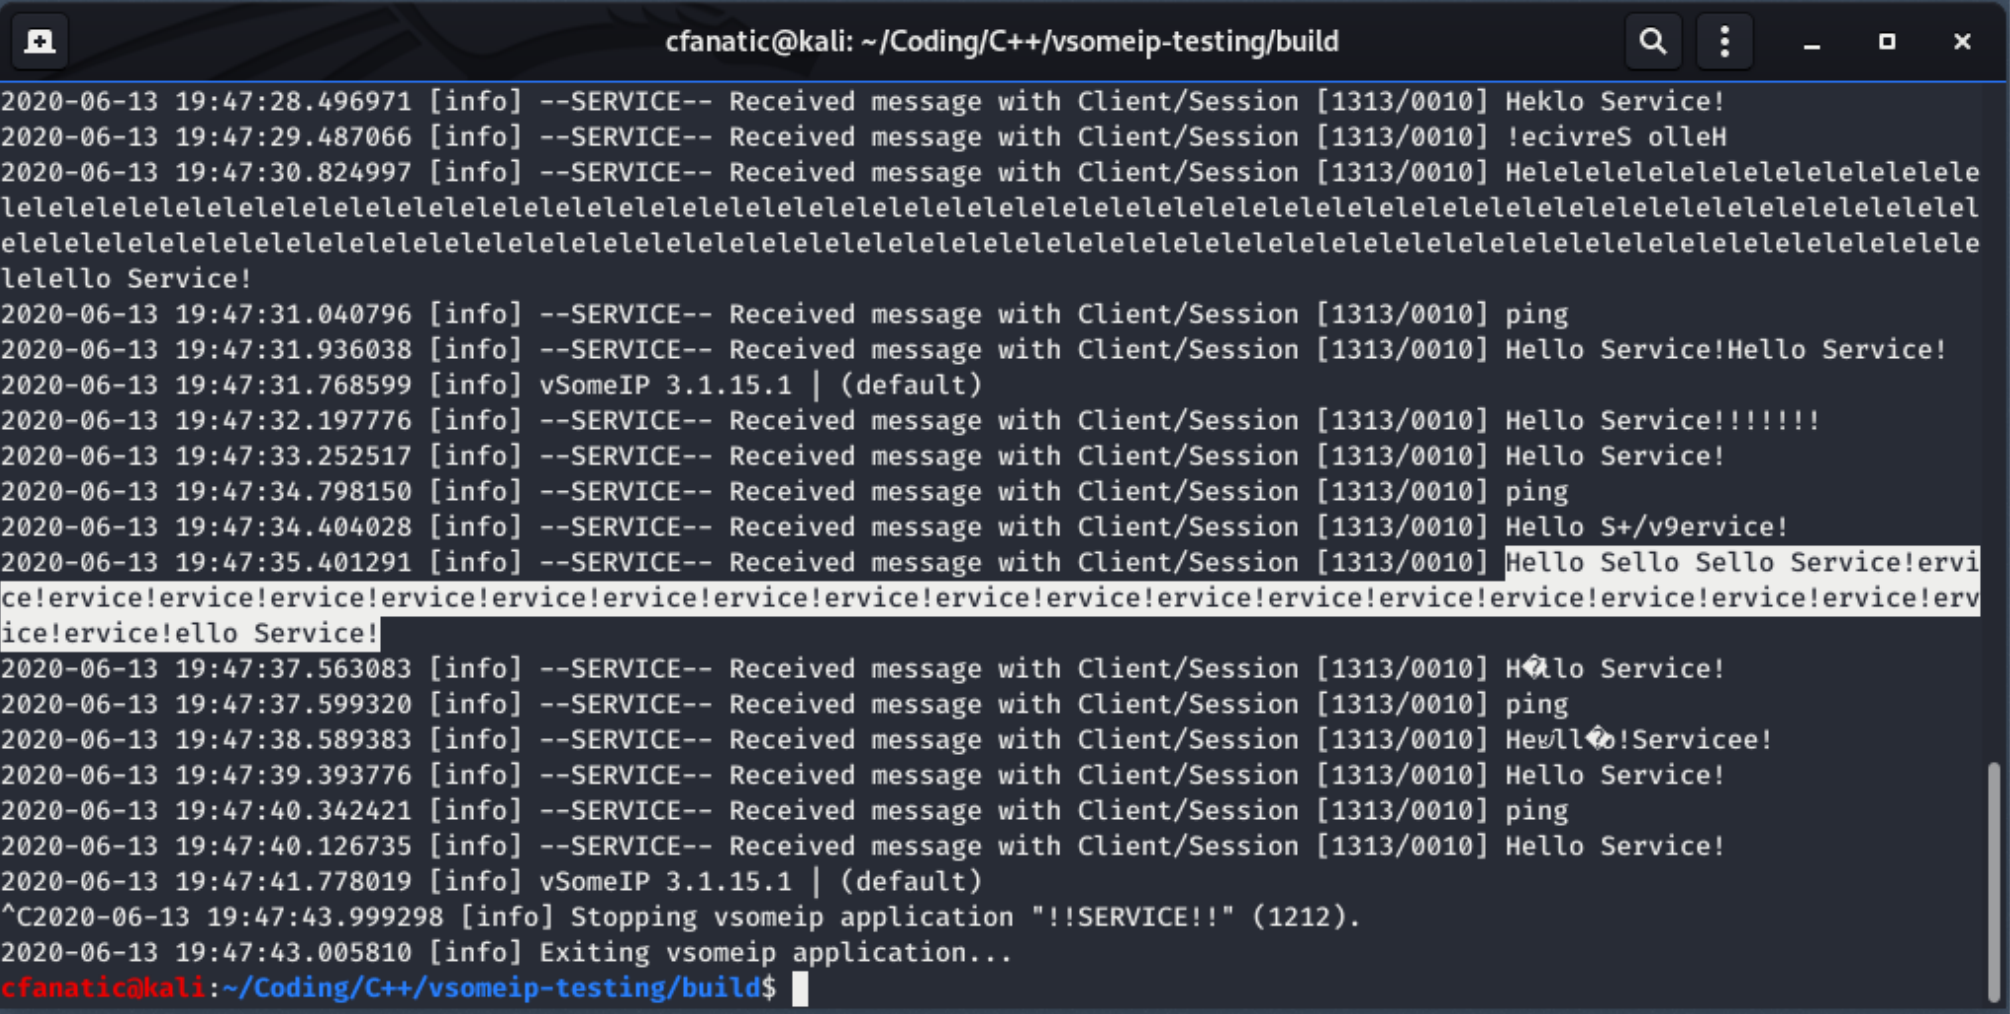 cfanatic@kali: ~/Coding/C++/vsomeip-testing/build
2020-06-13 19:47:28.496971 [info] --SERVICE-- Received message with Client/Session [1313/0010] Heklo Service!
2020-06-13 19:47:29.487066 [info] --SERVICE-- Received message with Client/Session [1313/0010] !ecivreS olleH
2020-06-13 19:47:30.824997 [info] --SERVICE-- Received message with Client/Session [1313/0010] Helelelelelelelelelelelelelele
lelelelelelelelelelelelelelelelelelelelelelelelelelelelelelelelelelelelelelelelelelelelelelelelelelelelelelelelelelelelelelel
elelelelelelelelelelelelelelelelelelelelelelelelelelelelelelelelelelelelelelelelelelelelelelelelelelelelelelelelelelelelelele
lelello Service!
2020-06-13 19:47:31.040796 [info] --SERVICE-- Received message with Client/Session [1313/0010] ping
2020-06-13 19:47:31.936038 [info] --SERVICE-- Received message with Client/Session [1313/0010] Hello Service!Hello Service!
2020-06-13 19:47:31.768599 [info] vSomeIP 3.1.15.1 | (default)
2020-06-13 19:47:32.197776 [info] --SERVICE-- Received message with Client/Session [1313/0010] Hello Service!!!!!!!
2020-06-13 19:47:33.252517 [info] --SERVICE-- Received message with Client/Session [1313/0010] Hello Service!
2020-06-13 19:47:34.798150 [info] --SERVICE-- Received message with Client/Session [1313/0010] ping
2020-06-13 19:47:34.404028 [info] --SERVICE-- Received message with Client/Session [1313/0010] Hello S+/v9ervice!
2020-06-13 19:47:35.401291 [info] --SERVICE-- Received message with Client/Session [1313/0010] Hello Sello Sello Service!ervi
ce!ervice!ervice!ervice!ervice!ervice!ervice!ervice!ervice!ervice!ervice!ervice!ervice!ervice!ervice!ervice!ervice!ervice!erv
ice!ervice!ello Service!
2020-06-13 19:47:37.563083 [info] --SERVICE-- Received message with Client/Session [1313/0010] H�llo Service!
2020-06-13 19:47:37.599320 [info] --SERVICE-- Received message with Client/Session [1313/0010] ping
2020-06-13 19:47:38.589383 [info] --SERVICE-- Received message with Client/Session [1313/0010]
2020-06-13 19:47:39.393776 [info] --SERVICE-- Received message with Client/Session [1313/0010] Hello Service!
2020-06-13 19:47:40.342421 [info] --SERVICE-- Received message with Client/Session [1313/0010] ping
2020-06-13 19:47:40.126735 [info] --SERVICE-- Received message with Client/Session [1313/0010] Hello Service!
2020-06-13 19:47:41.778019 [info] vSomeIP 3.1.15.1 | (default)
^C2020-06-13 19:47:43.999298 [info] Stopping vsomeip application "!!SERVICE!!" (1212).
2020-06-13 19:47:43.005810 [info] Exiting vsomeip application...
cfanatic@kali:~/Coding/C++/vsomeip-testing/build$